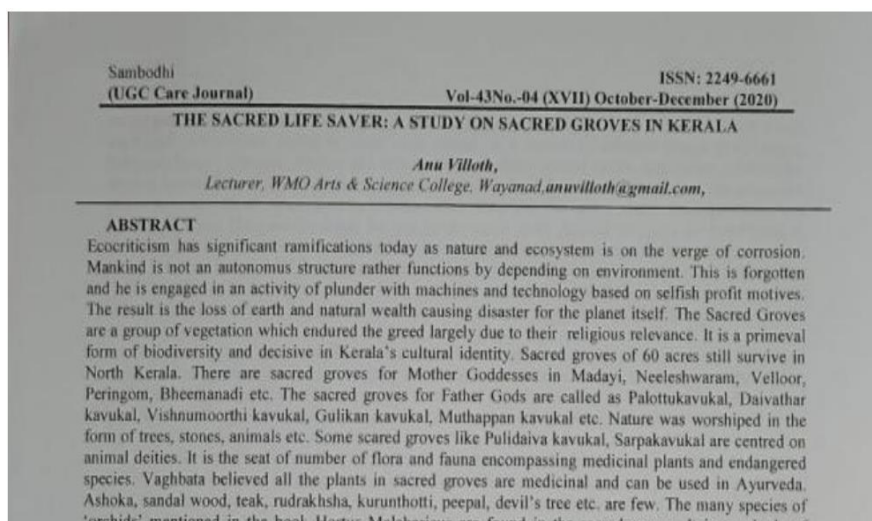 Sambodhi ISSN: 2249-6661
(UGC Care Journal) Vol-43No.-04 (XVII) October-December (2020)
THE SACRED LIFE SAVER: A STUDY ON SACRED GROVES IN KERALA
Anu Villoth,
Lecturer, WMO Arts & Science College, Wayanad,anuvilloth@gmail.com,
ABSTRACT
Ecocriticism has significant ramifications today as nature and ecosystem is on the verge of corrosion.
Mankind is not an autonomus structure rather functions by depending on environment. This is forgotten
and he is engaged in an activity of plunder with machines and technology based on selfish profit motives.
The result is the loss of earth and natural wealth causing disaster for the planet itself. The Sacred Groves
are a group of vegetation which endured the greed largely due to their religious relevance. It is a primeval
form of biodiversity and decisive in Kerala's cultural identity. Sacred groves of 60 acres still survive in
North Kerala. There are sacred groves for Mother Goddesses in Madayi, Neeleshwaram, Velloor,
Peringom, Bheemanadi etc. The sacred groves for Father Gods are called as Palottukavukal, Daivathar
kavukal, Vishnumoorthi kavukal, Gulikan kavukal, Muthappan kavukal etc. Nature was worshiped in the
form of trees, stones, animals etc. Some scared groves like Pulidaiva kavukal, Sarpakavukal are centred on
animal deities. It is the seat of number of flora and fauna encompassing medicinal plants and endangered
species. Vaghbata believed all the plants in sacred groves are medicinal and can be used in Ayurveda.
Ashoka, sandal wood, teak, rudrakhsha, kurunthotti, peepal, devil's tree etc. are few. The many species of